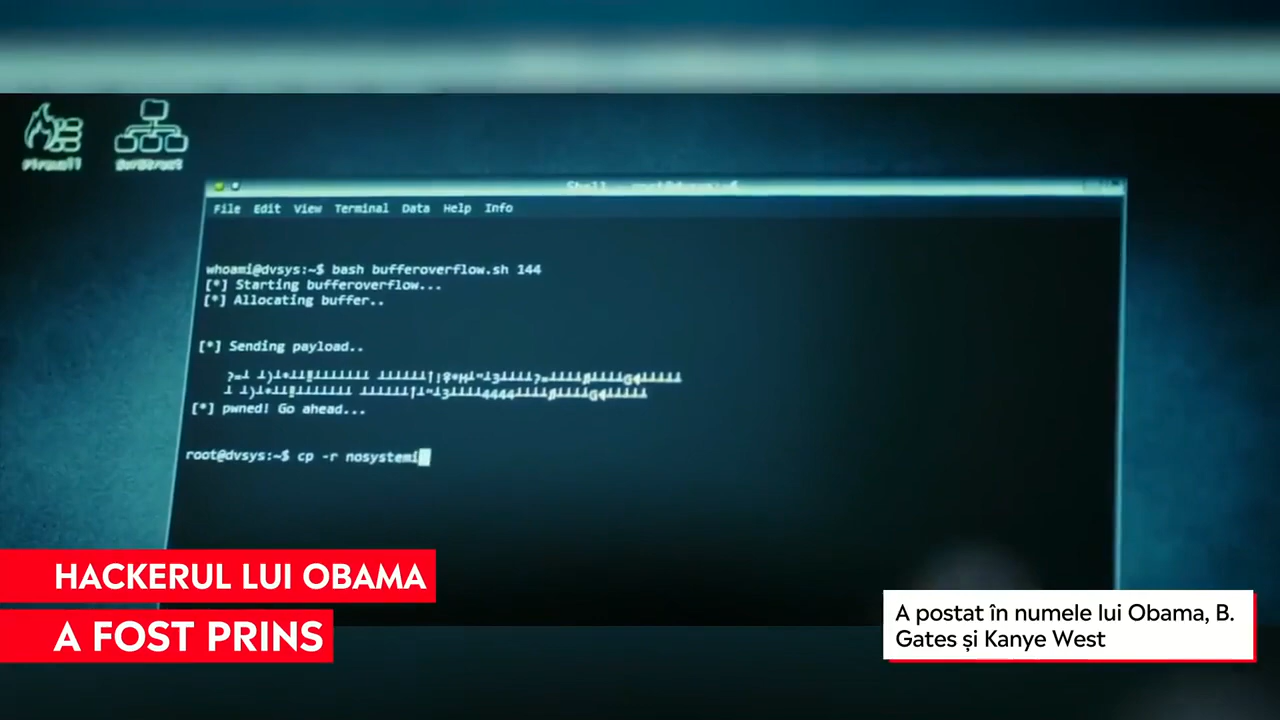 File Edit View Terminal Data Help Info
whoami@dvsys:~$ bash bufferoverflow.sh 144
[*] Starting bufferoverflow...
[*] Allocating buffer..
[*] Sending payload..
[*] pwned! Go ahead...
root@dvsys:~$ cp -r nosystemi
HACKERUL LUI OBAMA
A FOST PRINS
A postat în numele lui Obama, B.
Gates și Kanye West